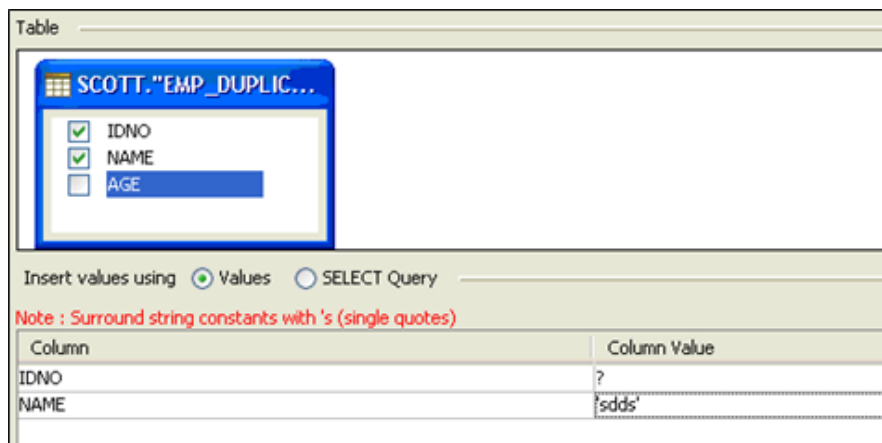 Table
SCOTT."EMP_DUPLIC...
IDNO
NAME
AGE
Insert values using Values SELECT Query
Note : Surround string constants with 's (single quotes)
Column Column Value
IDNO ?
NAME 'sdds'